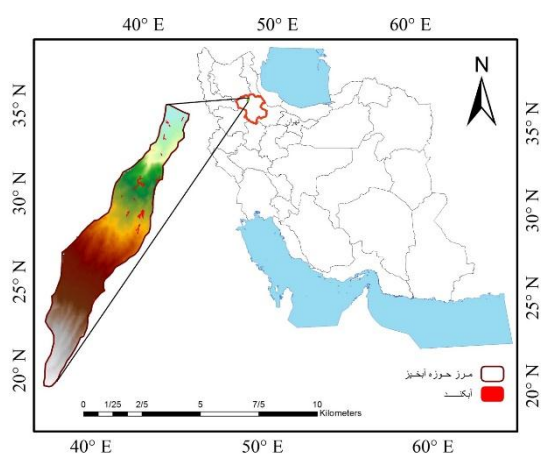 40° E 50° E 60° E
N
35° N 35° N
30° N 30° N
25° N 25° N
20° N 20° N
مرز حوزه آبخیز
آبکنـــد
0 1/25 2/5 5 7/5 10
Kilometers
40° E 50° E 60° E